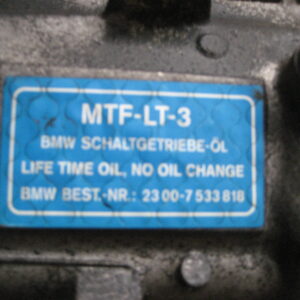 MTF-LT-3
BMW SCHALTGETRIEBE-ÖL
LIFE TIME OIL, NO OIL CHANGE
BMW BEST.-NR.: 23 00-7 533 818